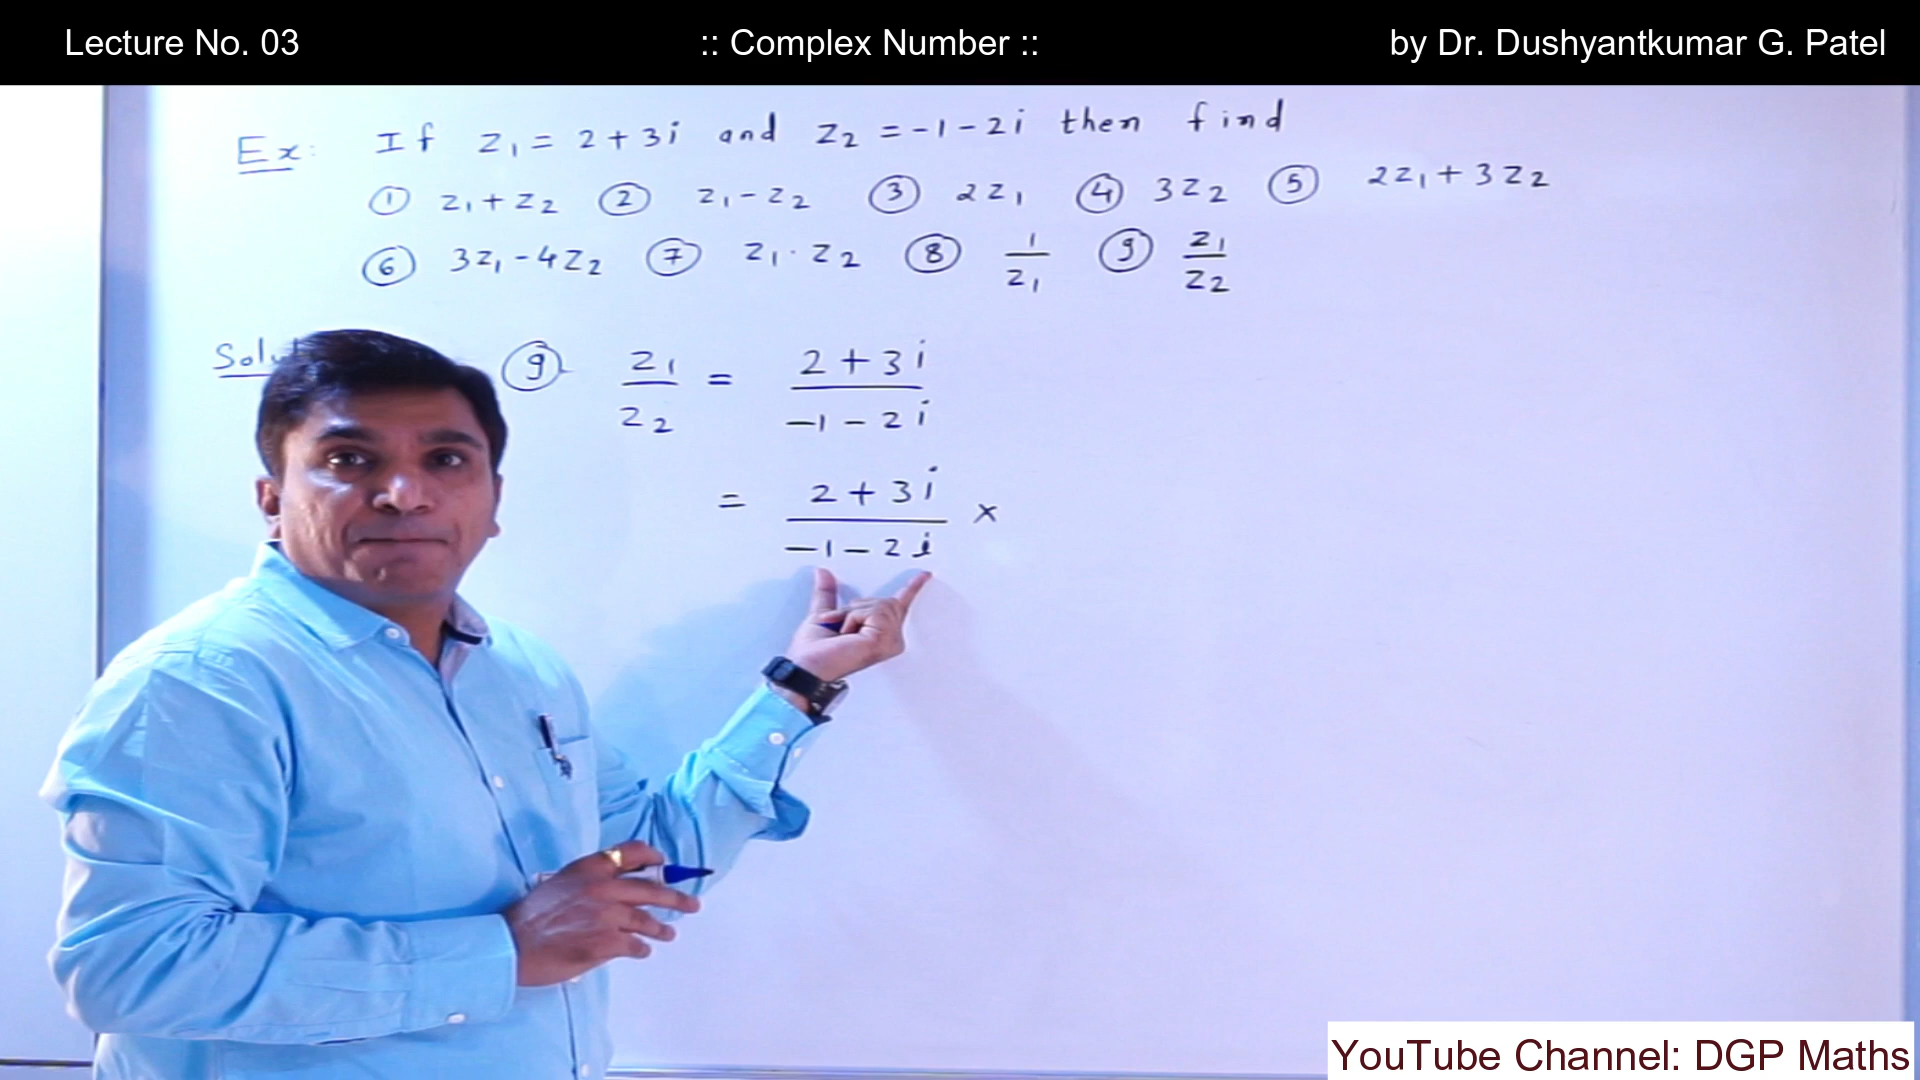 Lecture No. 03 :: Complex Number :: by Dr. Dushyantkumar G. Patel
Ex: If z₁ = 2 + 3i and z₂ = -1 - 2i then find
① z₁ + z₂ ② z₁ - z₂ ③ 2z₁ ④ 3z₂ ⑤ 2z₁ + 3z₂
⑥ 3z₁ - 4z₂ ⑦ z₁ · z₂ ⑧ 1/z₁ ⑨ z₁/z₂
⑨ z₁/z₂ = (2 + 3i)/(-1 - 2i)
= (2 + 3i)/(-1 - 2i) ×
YouTube Channel: DGP Maths